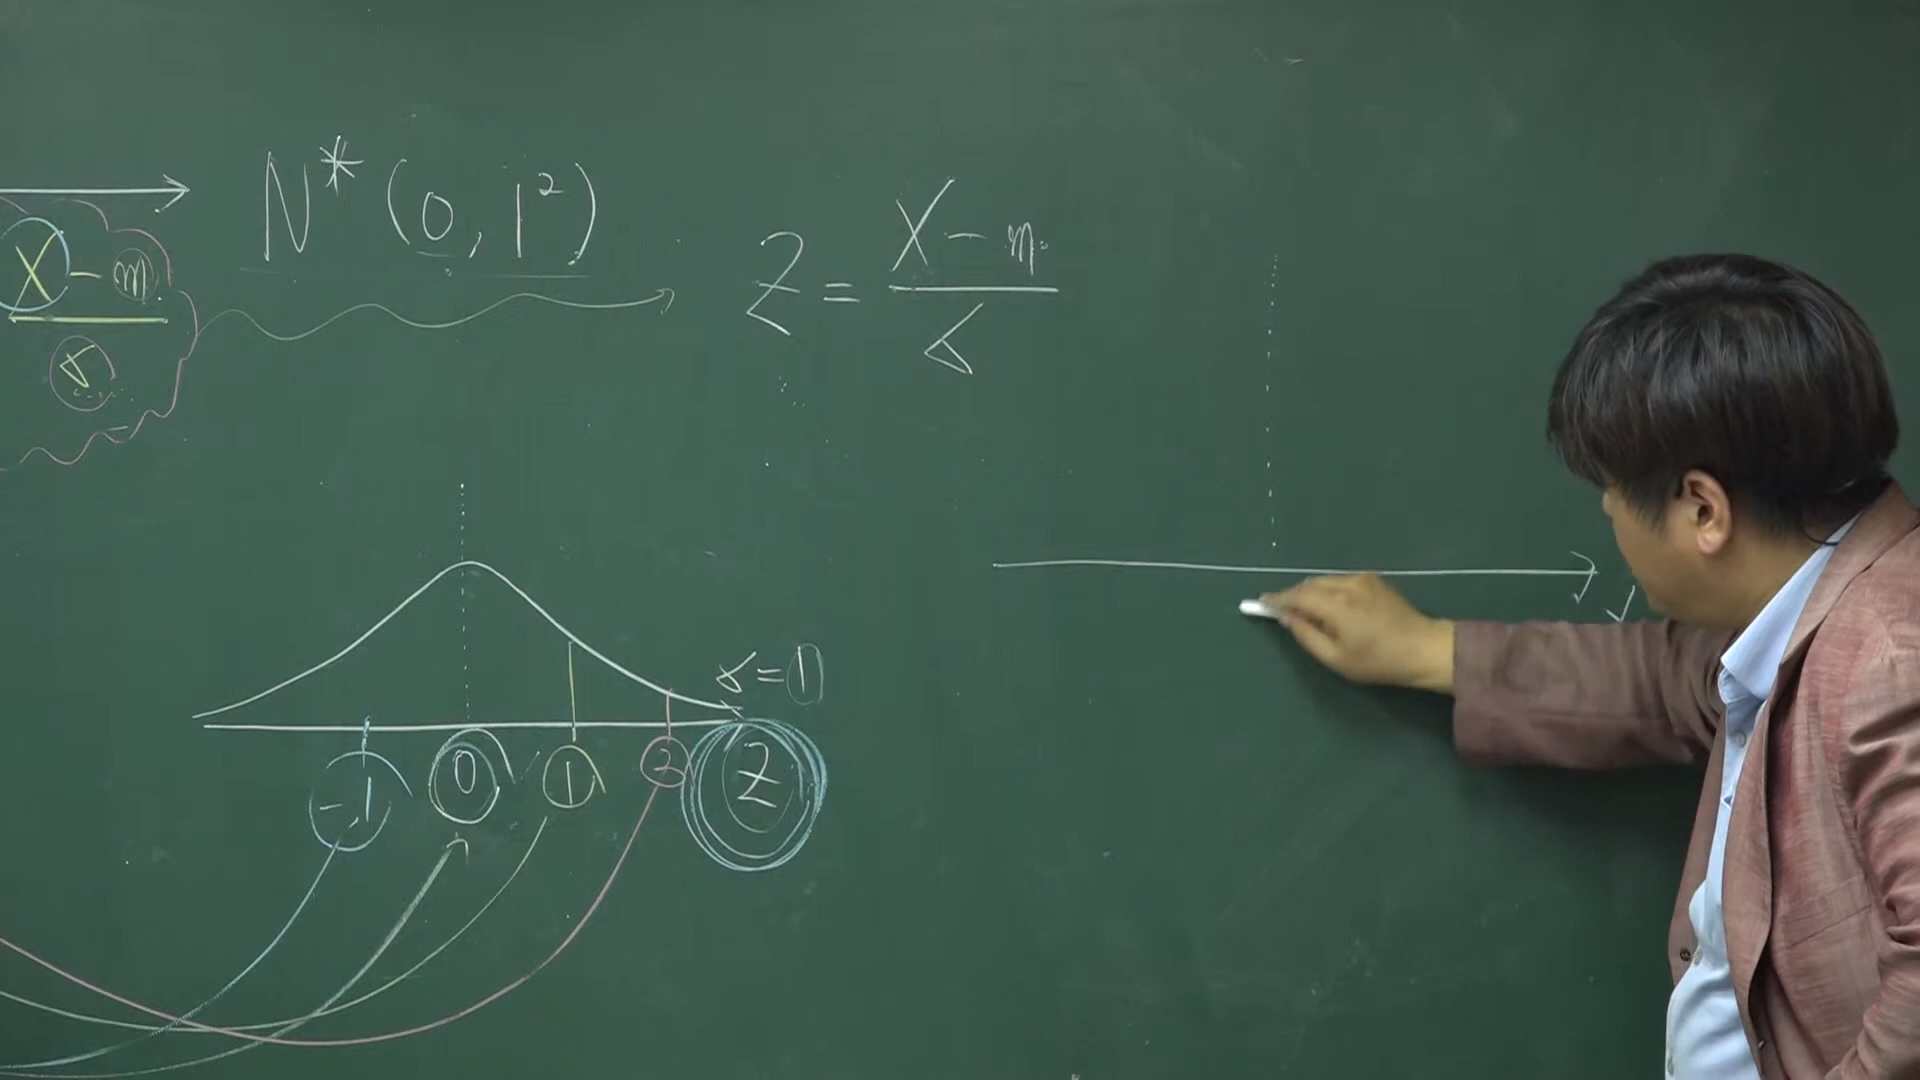 X - m
σ
N* (0, 1²)
Z = X - m
σ
σ = 1
-1 0 1 2 Z